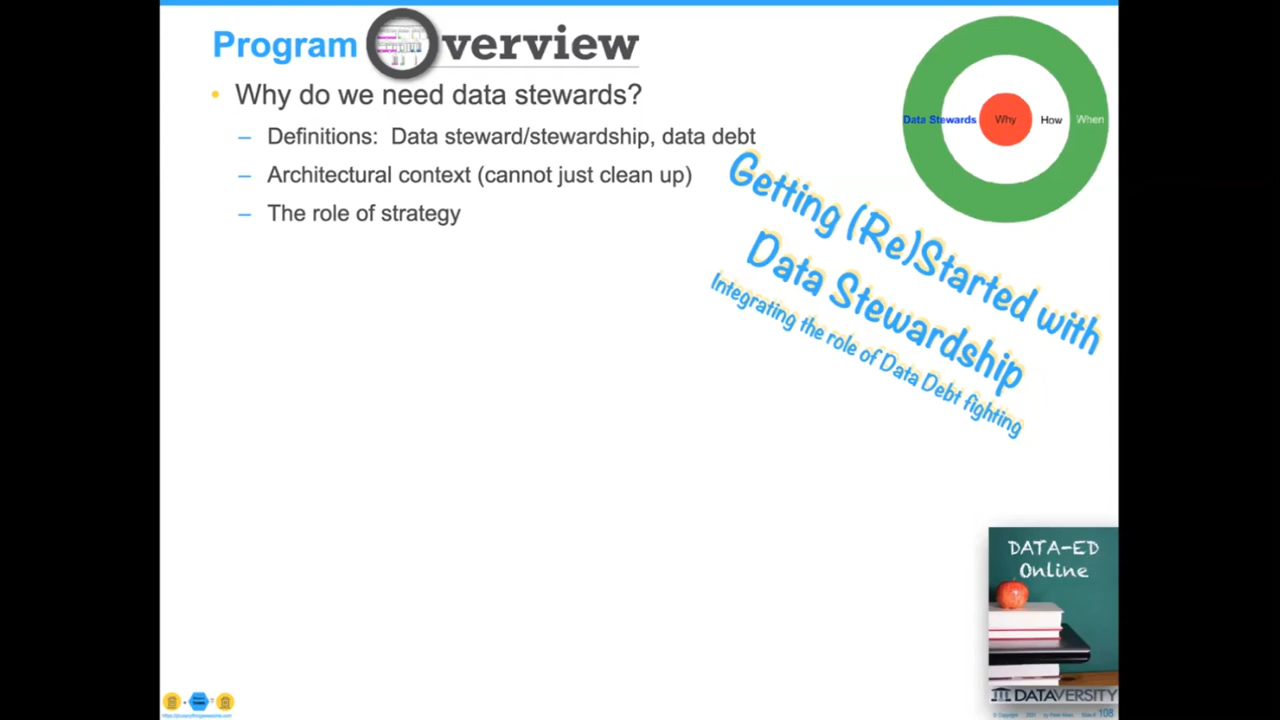 Program Overview
• Why do we need data stewards?
– Definitions: Data steward/stewardship, data debt
– Architectural context (cannot just clean up)
– The role of strategy
Data Stewards Why How When
Getting (Re)Started with
Data Stewardship
Integrating the role of Data Debt fighting
DATA-ED
Online
DATAVERSITY